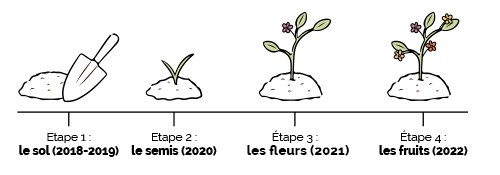 Etape 1 :
le sol (2018-2019)
Etape 2 :
le semis (2020)
Étape 3 :
les fleurs (2021)
Étape 4 :
les fruits (2022)